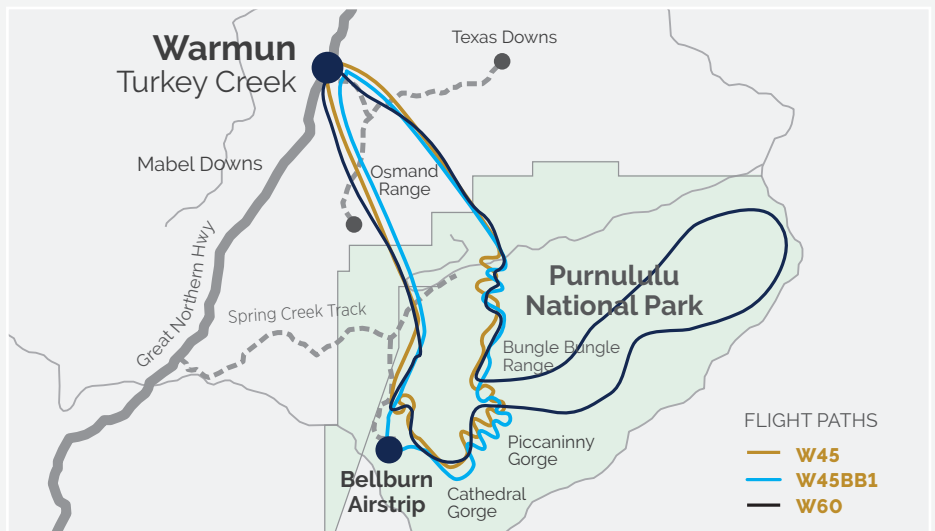 Texas Downs
Warmun
Turkey Creek
Mabel Downs
Osmand
Range
Great Northern Hwy
Spring Creek Track
Purnululu
National Park
Bungle Bungle
Range
Piccaninny
Gorge
Cathedral
Gorge
Bellburn
Airstrip
FLIGHT PATHS
W45
W45BB1
W60